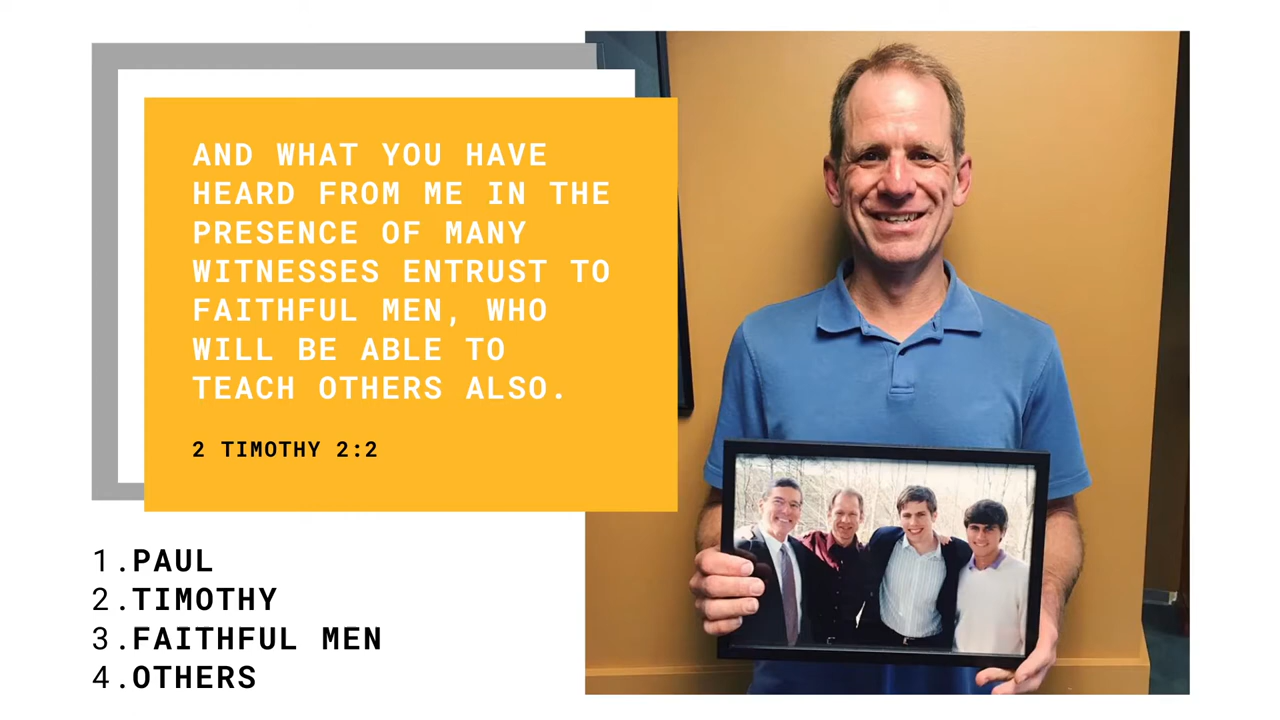 AND WHAT YOU HAVE
HEARD FROM ME IN THE
PRESENCE OF MANY
WITNESSES ENTRUST TO
FAITHFUL MEN, WHO
WILL BE ABLE TO
TEACH OTHERS ALSO.
2 TIMOTHY 2:2
1.PAUL
2.TIMOTHY
3.FAITHFUL MEN
4.OTHERS